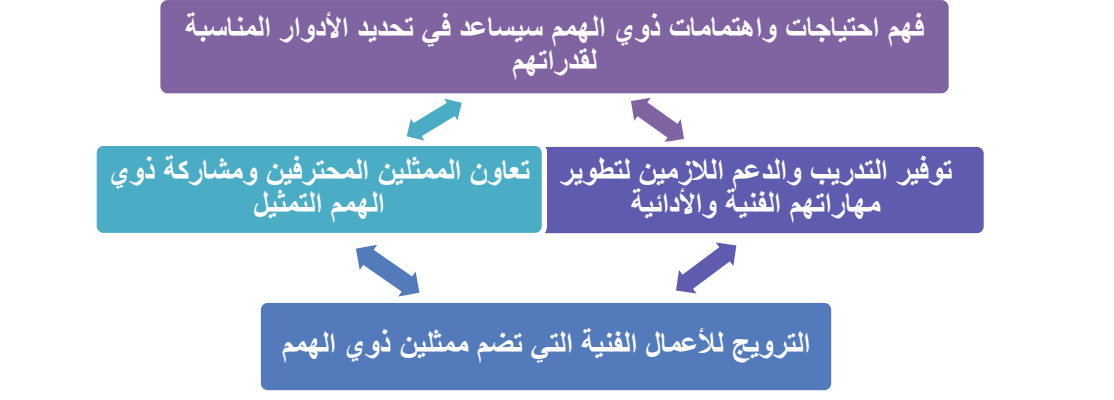 فهم احتياجات واهتمامات ذوي الهمم سيساعد في تحديد الأدوار المناسبة
لقدراتهم
توفير التدريب والدعم اللازمين لتطوير
مهاراتهم الفنية والأدائية
تعاون الممثلين المحترفين ومشاركة ذوي
الهمم التمثيل
الترويج للأعمال الفنية التي تضم ممثلين ذوي الهمم